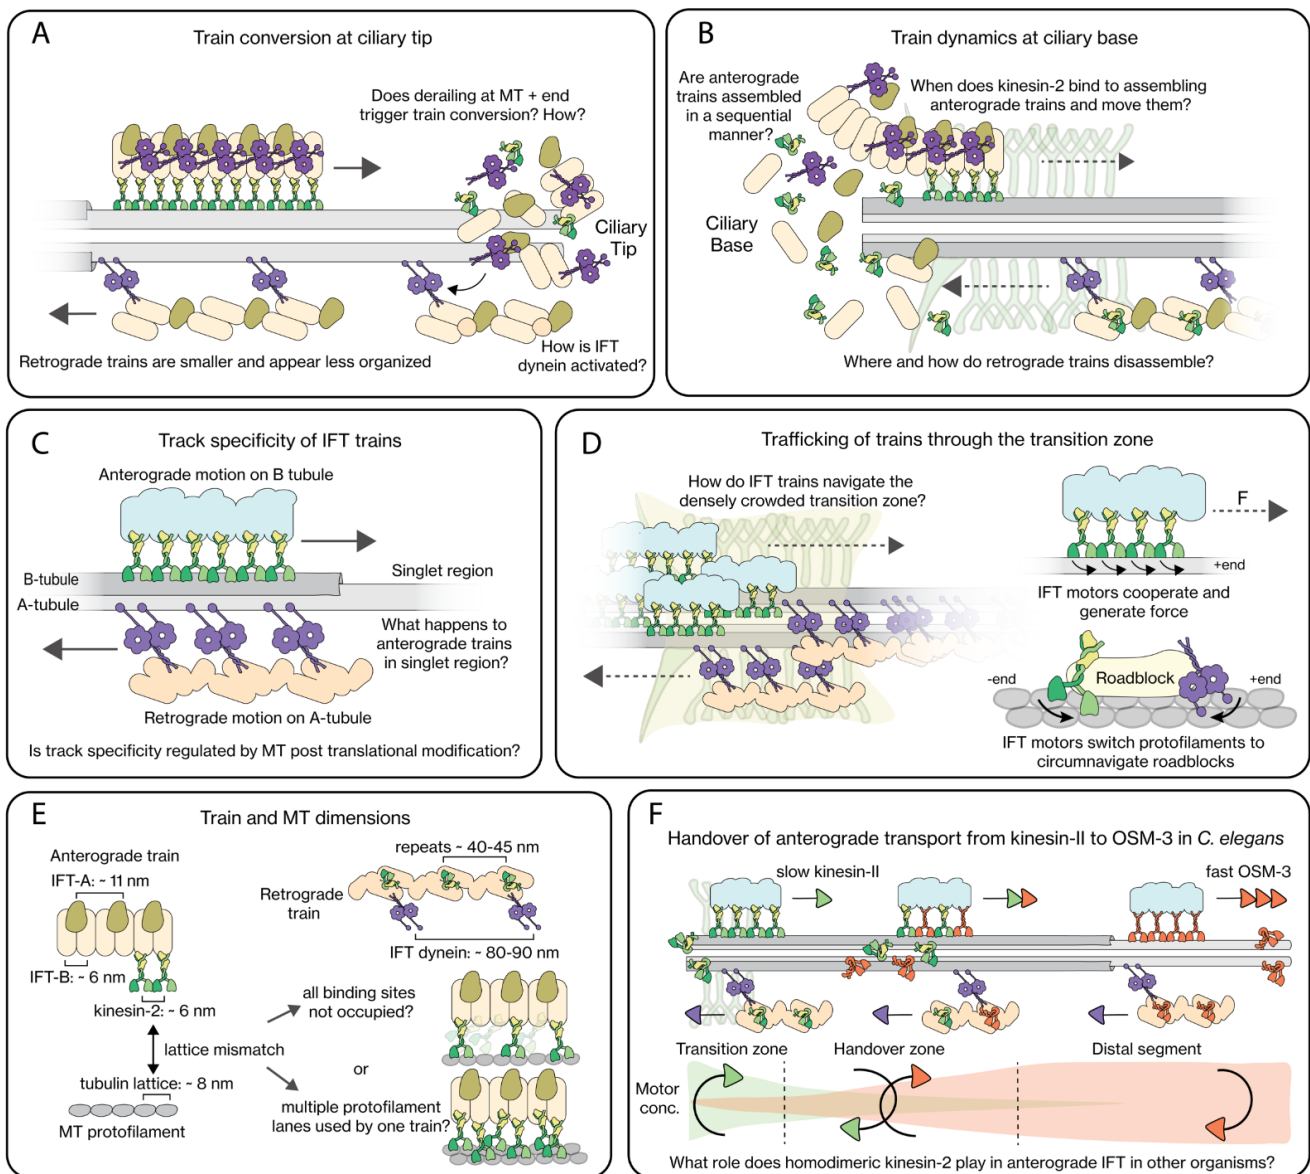 A
Train conversion at ciliary tip
Does derailing at MT + end
trigger train conversion? How?
Ciliary
Tip
Retrograde trains are smaller and appear less organized
How is IFT
dynein activated?
B
Train dynamics at ciliary base
Are anterograde
trains assembled
in a sequential
manner?
When does kinesin-2 bind to assembling
anterograde trains and move them?
Ciliary
Base
Where and how do retrograde trains disassemble?
C
Track specificity of IFT trains
Anterograde motion on B tubule
B-tubule
A-tubule
Singlet region
What happens to
anterograde trains
in singlet region?
Retrograde motion on A-tubule
Is track specificity regulated by MT post translational modification?
D
Trafficking of trains through the transition zone
How do IFT trains navigate the
densely crowded transition zone?
F
+end
IFT motors cooperate and
generate force
-end
Roadblock
+end
IFT motors switch protofilaments to
circumnavigate roadblocks
E
Train and MT dimensions
Anterograde train
IFT-A: ~ 11 nm
IFT-B: ~ 6 nm
kinesin-2: ~ 6 nm
lattice mismatch
tubulin lattice: ~ 8 nm
MT protofilament
repeats ~ 40-45 nm
Retrograde
train
IFT dynein: ~ 80-90 nm
all binding sites
not occupied?
or
multiple protofilament
lanes used by one train?
F
Handover of anterograde transport from kinesin-II to OSM-3 in C. elegans
slow kinesin-II
fast OSM-3
Transition zone
Handover zone
Distal segment
Motor
conc.
What role does homodimeric kinesin-2 play in anterograde IFT in other organisms?